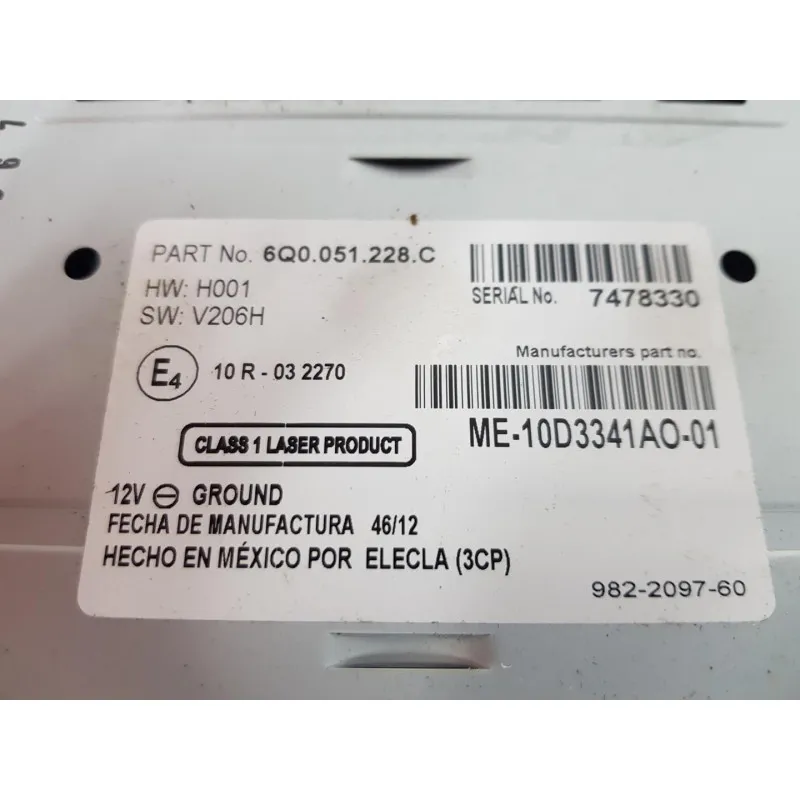 PART No. 6Q0.051.228.C
HW: H001
SW: V206H
SERIAL No. 7478330
Manufacturers part no.
E4 10 R - 03 2270
ME-10D3341AO-01
CLASS 1 LASER PRODUCT
12V ⊖ GROUND
FECHA DE MANUFACTURA 46/12
HECHO EN MÉXICO POR ELECLA (3CP)
982-2097-60